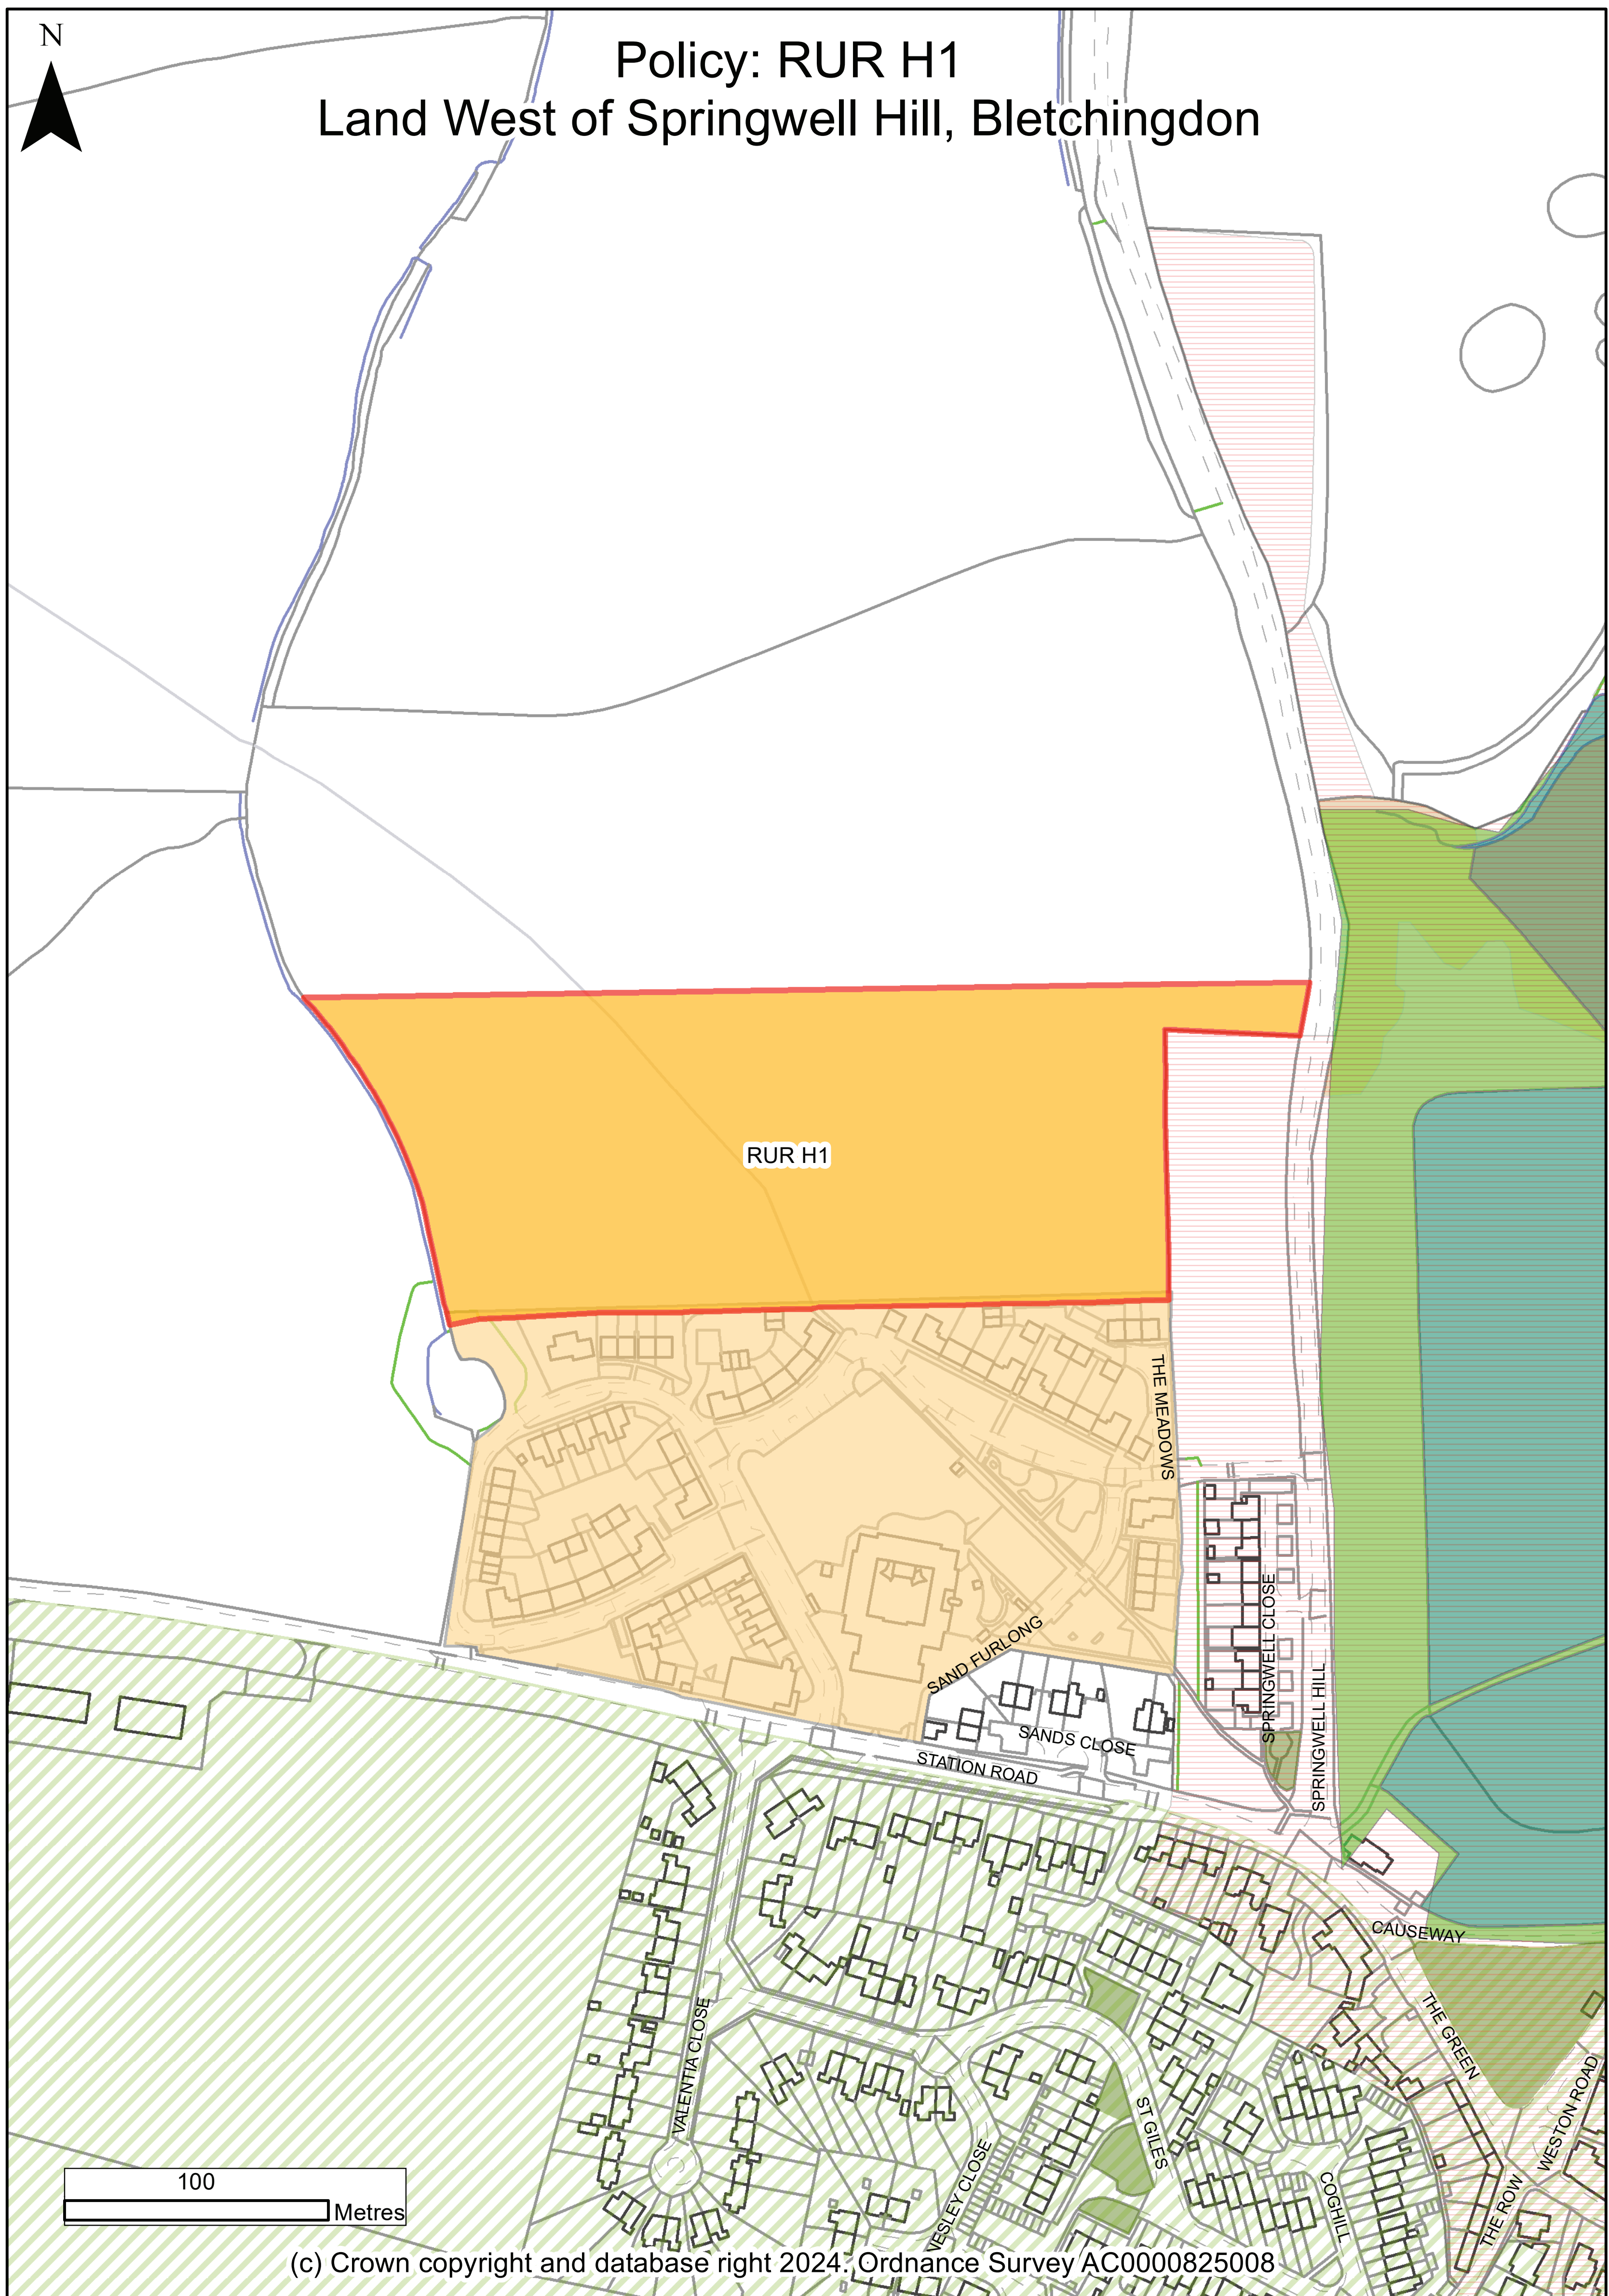 N
Policy: RUR H1
Land West of Springwell Hill, Bletchingdon
RUR H1
THE MEADOWS
SAND FURLONG
SPRINGWELL CLOSE
SPRINGWELL HILL
SANDS CLOSE
STATION ROAD
CAUSEWAY
THE GREEN
WESTON ROAD
VALENTIA CLOSE
ST GILES
COGHILL
THE ROW
100
Metres
(c) Crown copyright and database right 2024. Ordnance Survey AC0000825008